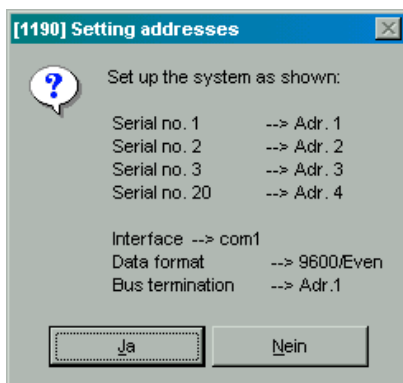 [1190] Setting addresses
Set up the system as shown:
Serial no. 1 --> Adr. 1
Serial no. 2 --> Adr. 2
Serial no. 3 --> Adr. 3
Serial no. 20 --> Adr. 4
Interface --> com1
Data format --> 9600/Even
Bus termination --> Adr.1
Ja Nein